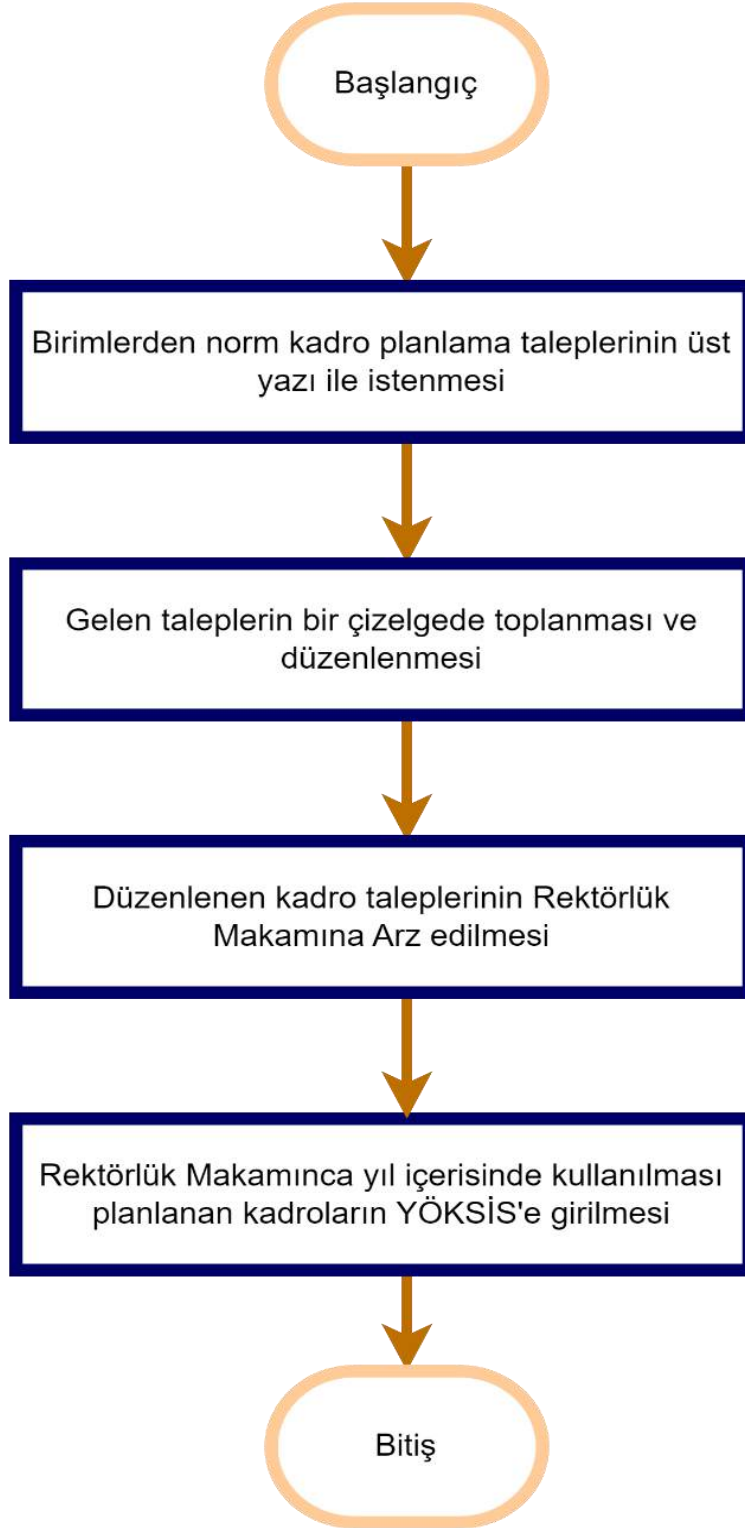 Başlangıç
Birimlerden norm kadro planlama taleplerinin üst
yazı ile istenmesi
Gelen taleplerin bir çizelgede toplanması ve
düzenlenmesi
Düzenlenen kadro taleplerinin Rektörlük
Makamına Arz edilmesi
Rektörlük Makamınca yıl içerisinde kullanılması
planlanan kadroların YÖKSİS'e girilmesi
Bitiş